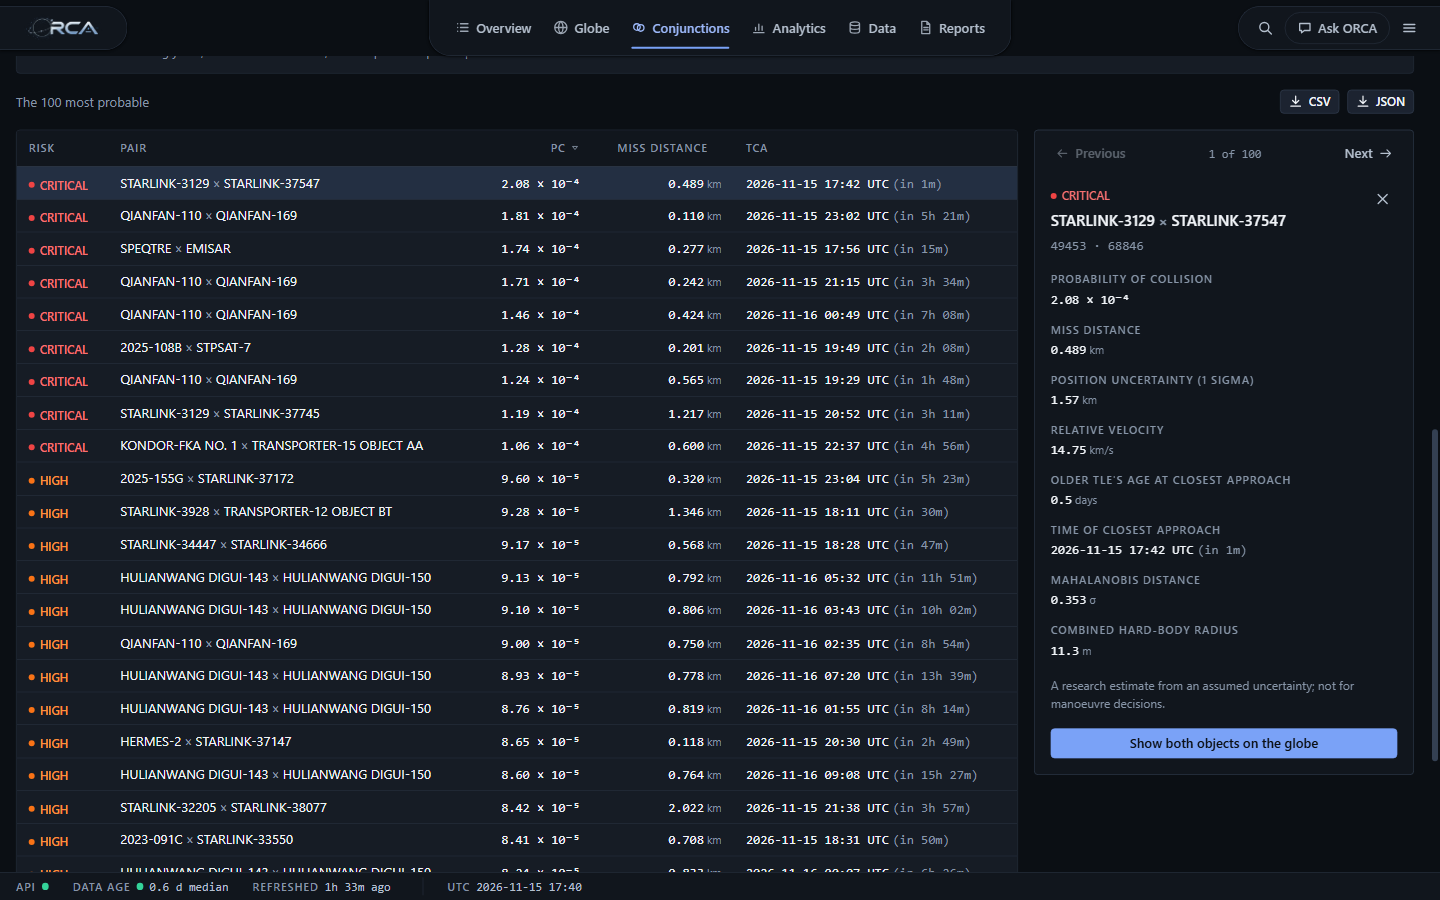 ORCA
Overview
Globe
Conjunctions
Analytics
Data
Reports
Ask ORCA
The 100 most probable
CSV
JSON
RISK PAIR PC MISS DISTANCE TCA
CRITICAL STARLINK-3129 × STARLINK-37547 2.08 × 10⁻⁴ 0.489 km 2026-11-15 17:42 UTC (in 1m)
CRITICAL QIANFAN-110 × QIANFAN-169 1.81 × 10⁻⁴ 0.110 km 2026-11-15 23:02 UTC (in 5h 21m)
CRITICAL SPEQTRE × EMISAR 1.74 × 10⁻⁴ 0.277 km 2026-11-15 17:56 UTC (in 15m)
CRITICAL QIANFAN-110 × QIANFAN-169 1.71 × 10⁻⁴ 0.242 km 2026-11-15 21:15 UTC (in 3h 34m)
CRITICAL QIANFAN-110 × QIANFAN-169 1.46 × 10⁻⁴ 0.424 km 2026-11-16 00:49 UTC (in 7h 08m)
CRITICAL 2025-108B × STPSAT-7 1.28 × 10⁻⁴ 0.201 km 2026-11-15 19:49 UTC (in 2h 08m)
CRITICAL QIANFAN-110 × QIANFAN-169 1.24 × 10⁻⁴ 0.565 km 2026-11-15 19:29 UTC (in 1h 48m)
CRITICAL STARLINK-3129 × STARLINK-37745 1.19 × 10⁻⁴ 1.217 km 2026-11-15 20:52 UTC (in 3h 11m)
CRITICAL KONDOR-FKA NO. 1 × TRANSPORTER-15 OBJECT AA 1.06 × 10⁻⁴ 0.600 km 2026-11-15 22:37 UTC (in 4h 56m)
HIGH 2025-155G × STARLINK-37172 9.60 × 10⁻⁵ 0.320 km 2026-11-15 23:04 UTC (in 5h 23m)
HIGH STARLINK-3928 × TRANSPORTER-12 OBJECT BT 9.28 × 10⁻⁵ 1.346 km 2026-11-15 18:11 UTC (in 30m)
HIGH STARLINK-34447 × STARLINK-34666 9.17 × 10⁻⁵ 0.568 km 2026-11-15 18:28 UTC (in 47m)
HIGH HULIANWANG DIGUI-143 × HULIANWANG DIGUI-150 9.13 × 10⁻⁵ 0.792 km 2026-11-16 05:32 UTC (in 11h 51m)
HIGH HULIANWANG DIGUI-143 × HULIANWANG DIGUI-150 9.10 × 10⁻⁵ 0.806 km 2026-11-16 03:43 UTC (in 10h 02m)
HIGH QIANFAN-110 × QIANFAN-169 9.00 × 10⁻⁵ 0.750 km 2026-11-16 02:35 UTC (in 8h 54m)
HIGH HULIANWANG DIGUI-143 × HULIANWANG DIGUI-150 8.93 × 10⁻⁵ 0.778 km 2026-11-16 07:20 UTC (in 13h 39m)
HIGH HULIANWANG DIGUI-143 × HULIANWANG DIGUI-150 8.76 × 10⁻⁵ 0.819 km 2026-11-16 01:55 UTC (in 8h 14m)
HIGH HERMES-2 × STARLINK-37147 8.65 × 10⁻⁵ 0.118 km 2026-11-15 20:30 UTC (in 2h 49m)
HIGH HULIANWANG DIGUI-143 × HULIANWANG DIGUI-150 8.60 × 10⁻⁵ 0.764 km 2026-11-16 09:08 UTC (in 15h 27m)
HIGH STARLINK-32205 × STARLINK-38077 8.42 × 10⁻⁵ 2.022 km 2026-11-15 21:38 UTC (in 3h 57m)
HIGH 2023-091C × STARLINK-33550 8.41 × 10⁻⁵ 0.708 km 2026-11-15 18:31 UTC (in 50m)
← Previous 1 of 100 Next →
CRITICAL
STARLINK-3129 × STARLINK-37547
49453 · 68846
PROBABILITY OF COLLISION
2.08 × 10⁻⁴
MISS DISTANCE
0.489 km
POSITION UNCERTAINTY (1 SIGMA)
1.57 km
RELATIVE VELOCITY
14.75 km/s
OLDER TLE'S AGE AT CLOSEST APPROACH
0.5 days
TIME OF CLOSEST APPROACH
2026-11-15 17:42 UTC (in 1m)
MAHALANOBIS DISTANCE
0.353 σ
COMBINED HARD-BODY RADIUS
11.3 m
A research estimate from an assumed uncertainty; not for
manoeuvre decisions.
Show both objects on the globe
API DATA AGE 0.6 d median REFRESHED 1h 33m ago UTC 2026-11-15 17:40